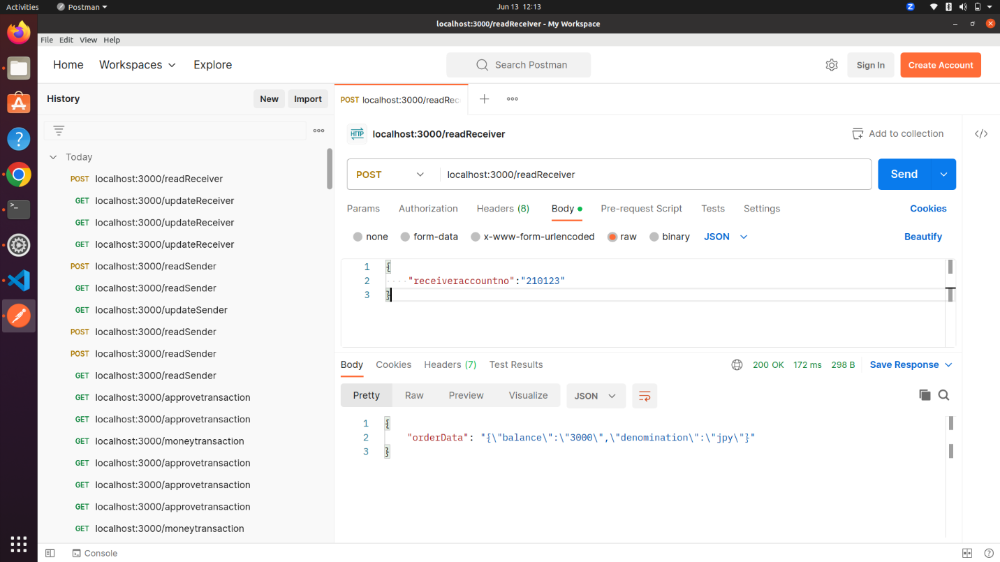 Activities Postman Jun 13 12:13 Z
localhost:3000/readReceiver - My Workspace
File Edit View Help
Home Workspaces Explore Search Postman Sign In Create Account
History New Import
POST localhost:3000/readRec
Today
POST localhost:3000/readReceiver
GET localhost:3000/updateReceiver
GET localhost:3000/updateReceiver
GET localhost:3000/updateReceiver
POST localhost:3000/readSender
GET localhost:3000/readSender
GET localhost:3000/updateSender
POST localhost:3000/readSender
POST localhost:3000/readSender
GET localhost:3000/readSender
GET localhost:3000/approvetransaction
GET localhost:3000/approvetransaction
GET localhost:3000/moneytransaction
GET localhost:3000/approvetransaction
GET localhost:3000/approvetransaction
GET localhost:3000/approvetransaction
GET localhost:3000/moneytransaction
HTTP localhost:3000/readReceiver Add to collection </>
POST localhost:3000/readReceiver Send
Params Authorization Headers (8) Body Pre-request Script Tests Settings Cookies
none form-data x-www-form-urlencoded raw binary JSON Beautify
1 {
2 "receiveraccountno":"210123"
3 }
Body Cookies Headers (7) Test Results 200 OK 172 ms 298 B Save Response
Pretty Raw Preview Visualize JSON
1 {
2 "orderData": "{\"balance\":\"3000\",\"denomination\":\"jpy\"}"
3 }
Console